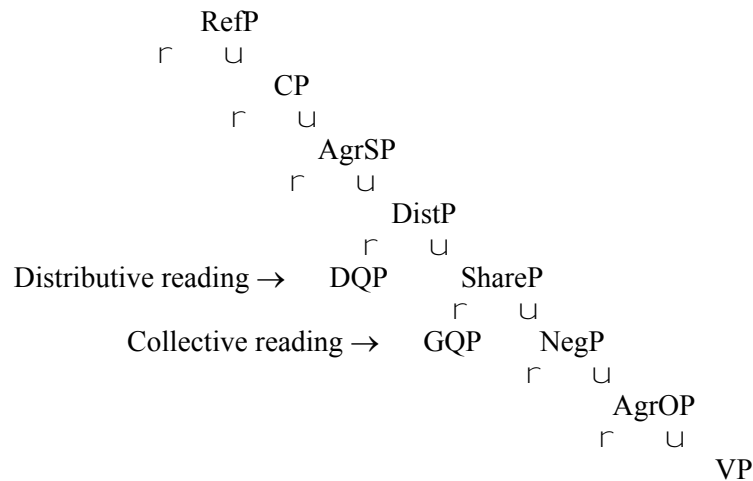 RefP
r u
CP
r u
AgrSP
r u
DistP
r u
Distributive reading → DQP ShareP
r u
Collective reading → GQP NegP
r u
AgrOP
r u
VP